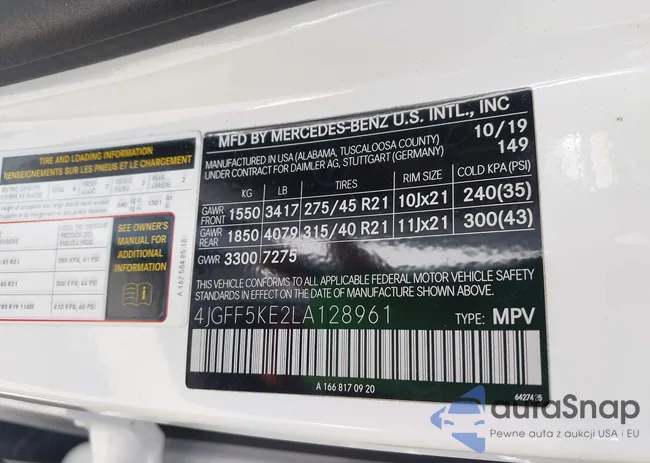 MFD BY MERCEDES-BENZ U.S. INTL., INC
MANUFACTURED IN USA (ALABAMA, TUSCALOOSA COUNTY) 10/19
UNDER CONTRACT FOR DAIMLER AG, STUTTGART (GERMANY) 149
KG LB TIRES RIM SIZE COLD KPA (PSI)
GAWR FRONT 1550 3417 275/45 R21 10Jx21 240(35)
GAWR REAR 1850 4079 315/40 R21 11Jx21 300(43)
GVWR 3300 7275
THIS VEHICLE CONFORMS TO ALL APPLICABLE FEDERAL MOTOR VEHICLE SAFETY
STANDARDS IN EFFECT ON THE DATE OF MANUFACTURE SHOWN ABOVE.
4JGFF5KE2LA128961 TYPE: MPV
A 166 817 09 20
TIRE AND LOADING INFORMATION
RENSEIGNEMENTS SUR LES PNEUS ET LE CHARGEMENT
SEE OWNER'S
MANUAL FOR
ADDITIONAL
INFORMATION
A 167 584 85 18
autaSnap
Pewne auta z aukcji USA i EU